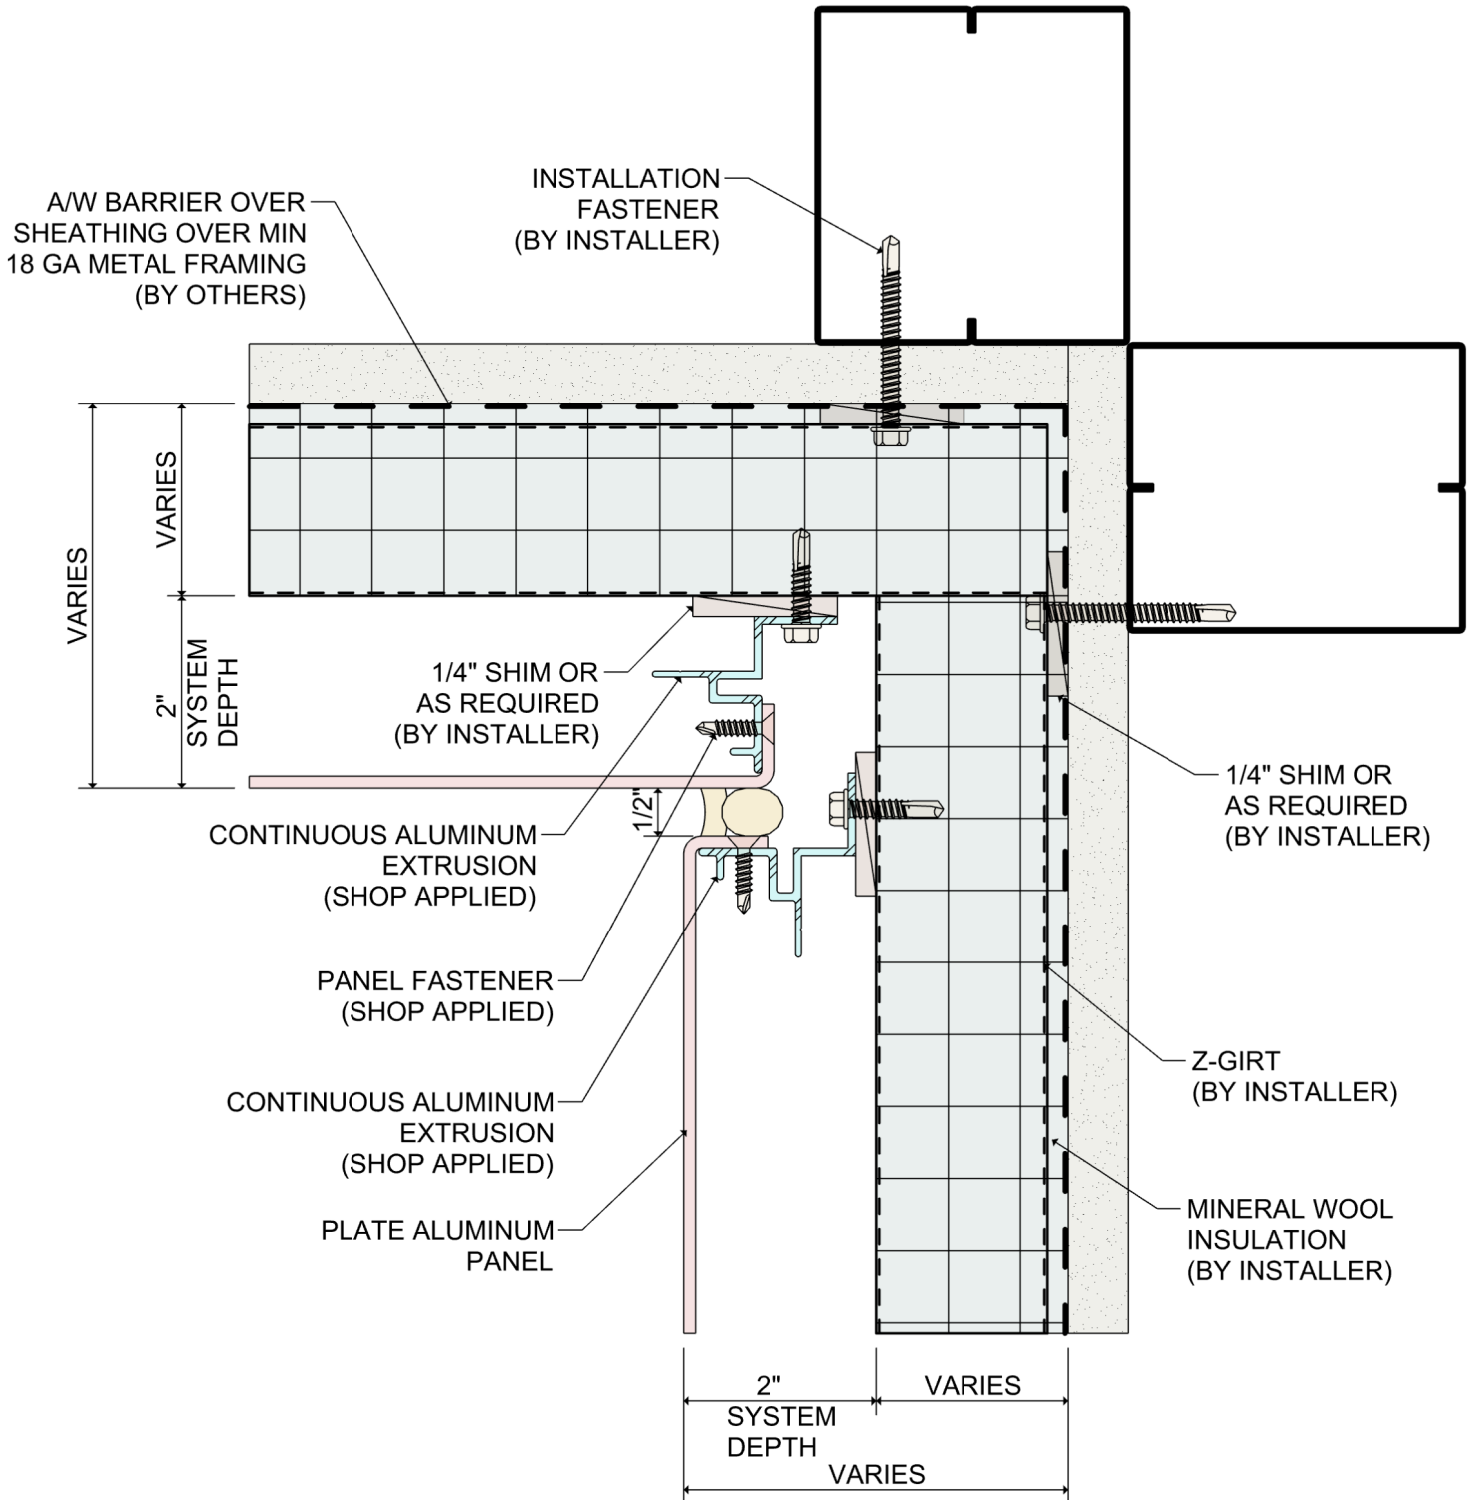 INSTALLATION
FASTENER
(BY INSTALLER)
A/W BARRIER OVER
SHEATHING OVER MIN
18 GA METAL FRAMING
(BY OTHERS)
VARIES
VARIES
2"
SYSTEM
DEPTH
1/4" SHIM OR
AS REQUIRED
(BY INSTALLER)
1/2"
1/4" SHIM OR
AS REQUIRED
(BY INSTALLER)
CONTINUOUS ALUMINUM
EXTRUSION
(SHOP APPLIED)
PANEL FASTENER
(SHOP APPLIED)
Z-GIRT
(BY INSTALLER)
CONTINUOUS ALUMINUM
EXTRUSION
(SHOP APPLIED)
MINERAL WOOL
INSULATION
(BY INSTALLER)
PLATE ALUMINUM
PANEL
2"
SYSTEM
DEPTH
VARIES
VARIES